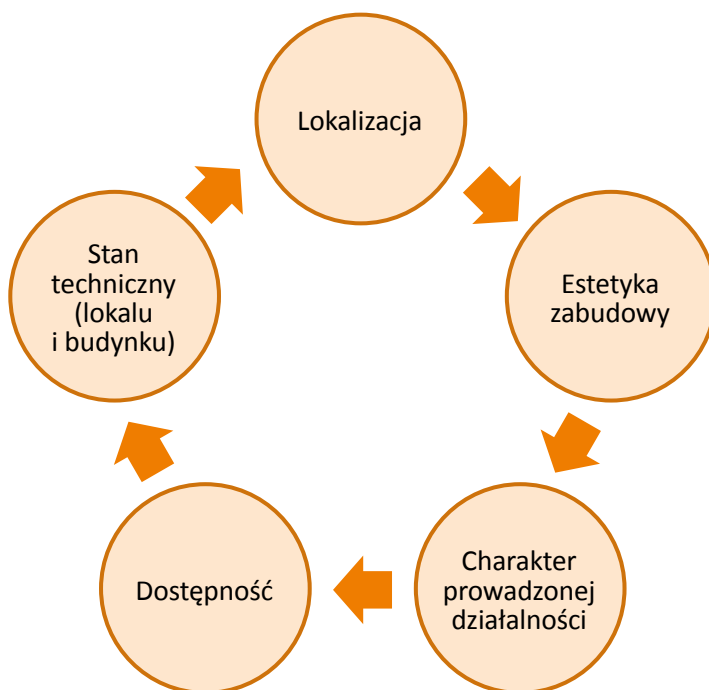 Lokalizacja
Estetyka
zabudowy
Charakter
prowadzonej
działalności
Dostępność
Stan
techniczny
(lokalu
i budynku)